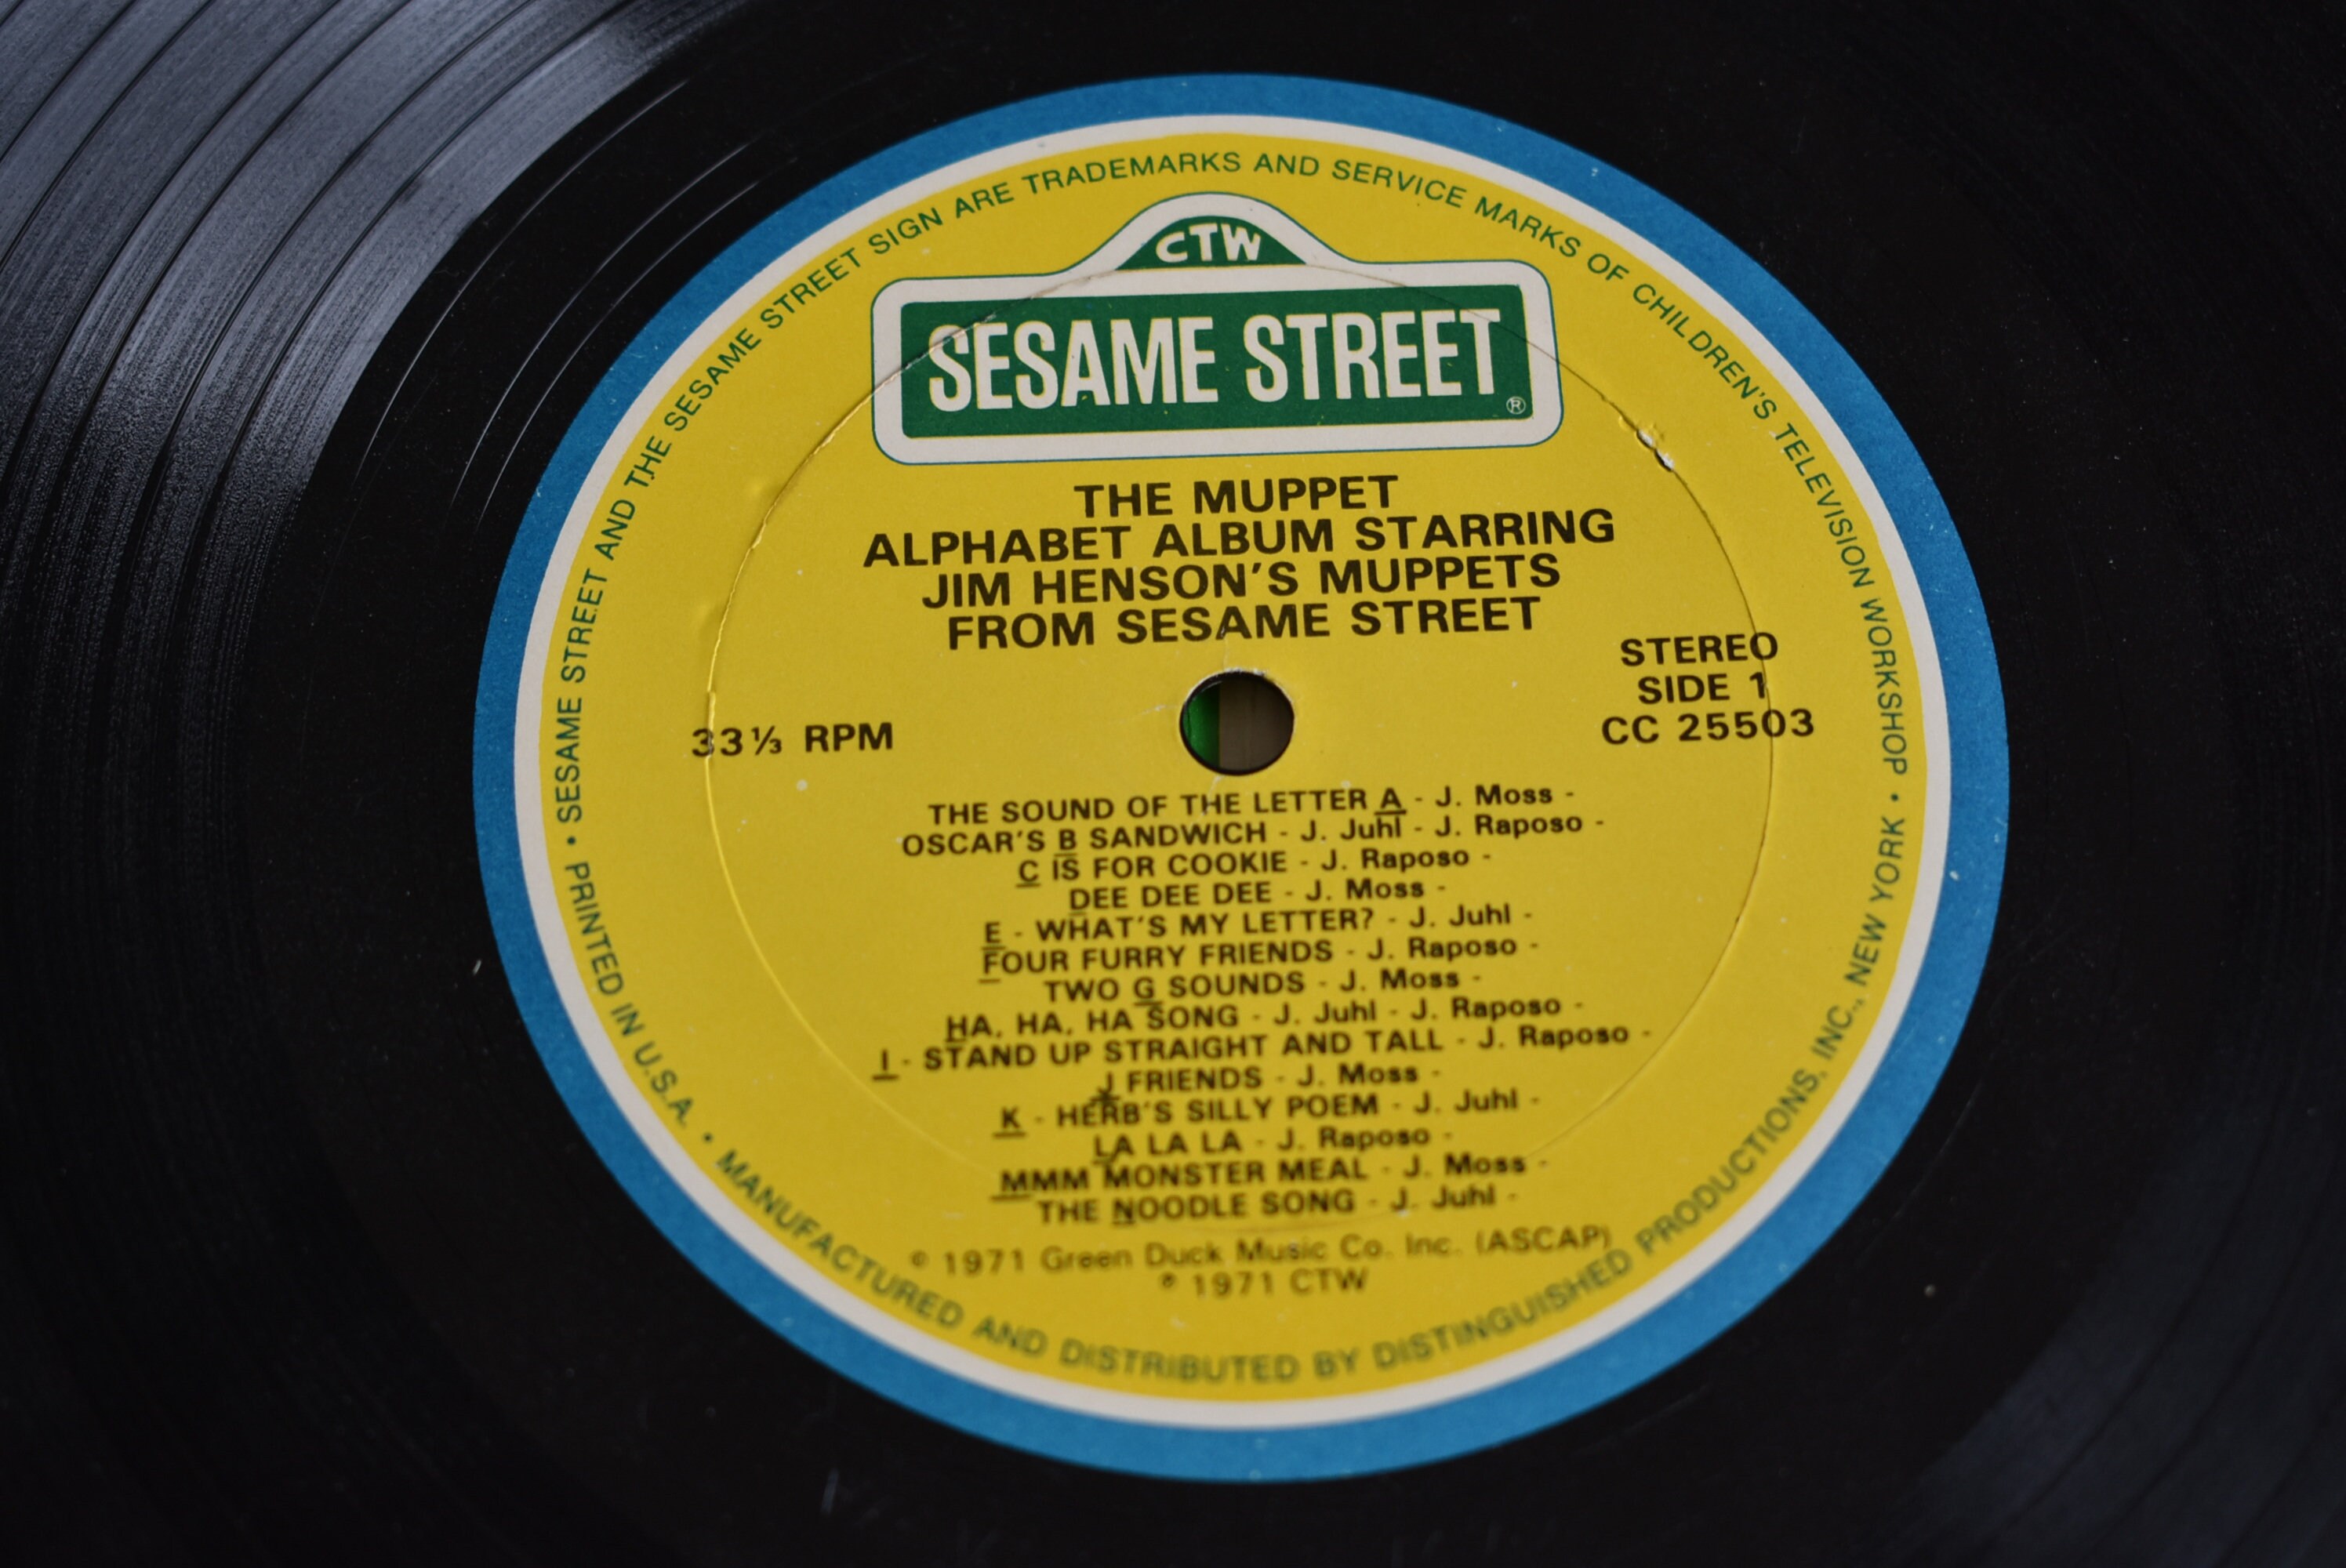 • SESAME STREET AND THE SESAME STREET SIGN ARE TRADEMARKS AND SERVICE MARKS OF CHILDREN'S TELEVISION WORKSHOP •
CTW
SESAME STREET
®
THE MUPPET
ALPHABET ALBUM STARRING
JIM HENSON'S MUPPETS
FROM SESAME STREET
STEREO
SIDE 1
33⅓ RPM
CC 25503
THE SOUND OF THE LETTER A - J. Moss -
OSCAR'S B SANDWICH - J. Juhl - J. Raposo -
C IS FOR COOKIE - J. Raposo -
DEE DEE DEE - J. Moss -
E - WHAT'S MY LETTER? - J. Juhl -
FOUR FURRY FRIENDS - J. Raposo -
TWO G SOUNDS - J. Moss -
HA, HA, HA SONG - J. Juhl - J. Raposo -
I - STAND UP STRAIGHT AND TALL - J. Raposo -
J FRIENDS - J. Moss -
K - HERB'S SILLY POEM - J. Juhl -
LA LA LA - J. Raposo -
MMM MONSTER MEAL - J. Moss -
THE NOODLE SONG - J. Juhl -
© 1971 Green Duck Music Co. Inc. (ASCAP)
℗ 1971 CTW
PRINTED IN U.S.A. • MANUFACTURED AND DISTRIBUTED BY DISTINGUISHED PRODUCTIONS, INC., NEW YORK •